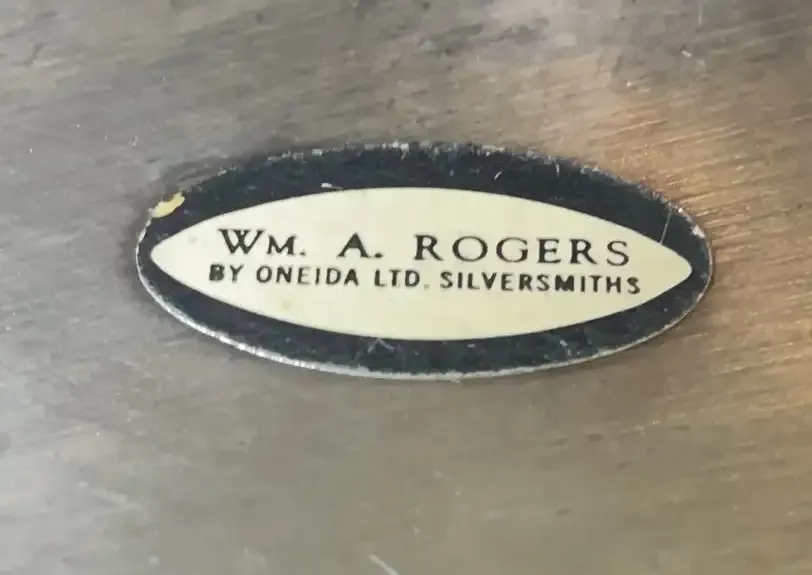 WM. A. ROGERS
BY ONEIDA LTD. SILVERSMITHS